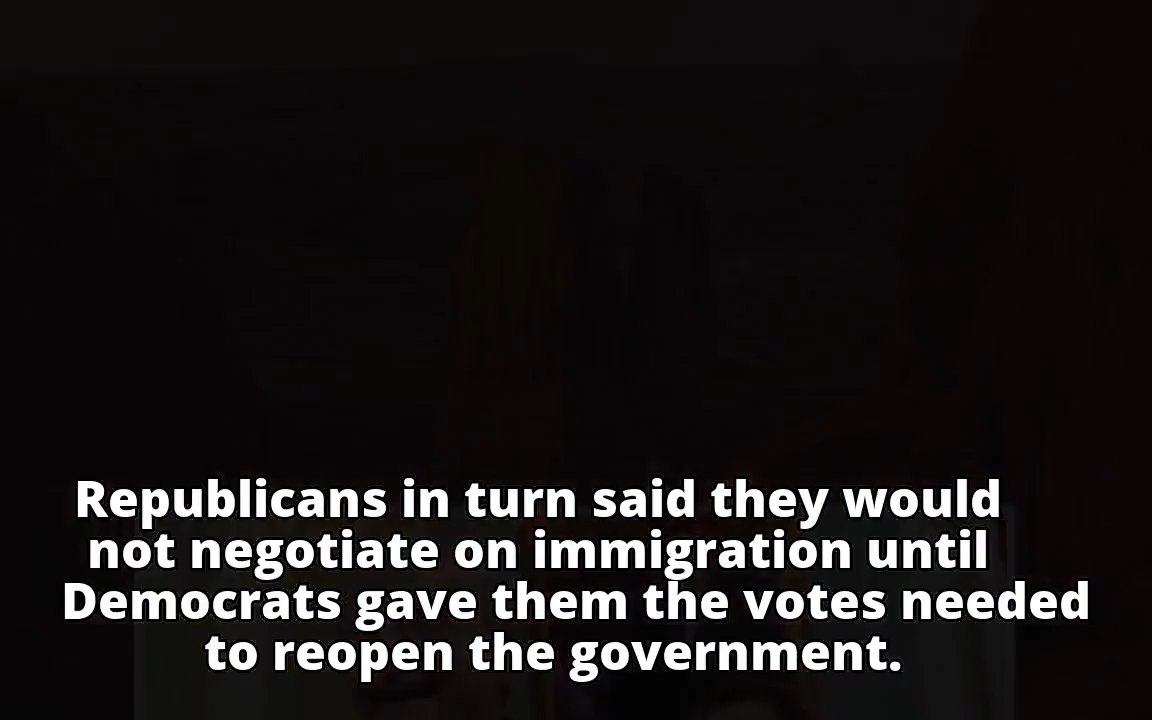 Republicans in turn said they would
not negotiate on immigration until
Democrats gave them the votes needed
to reopen the government.